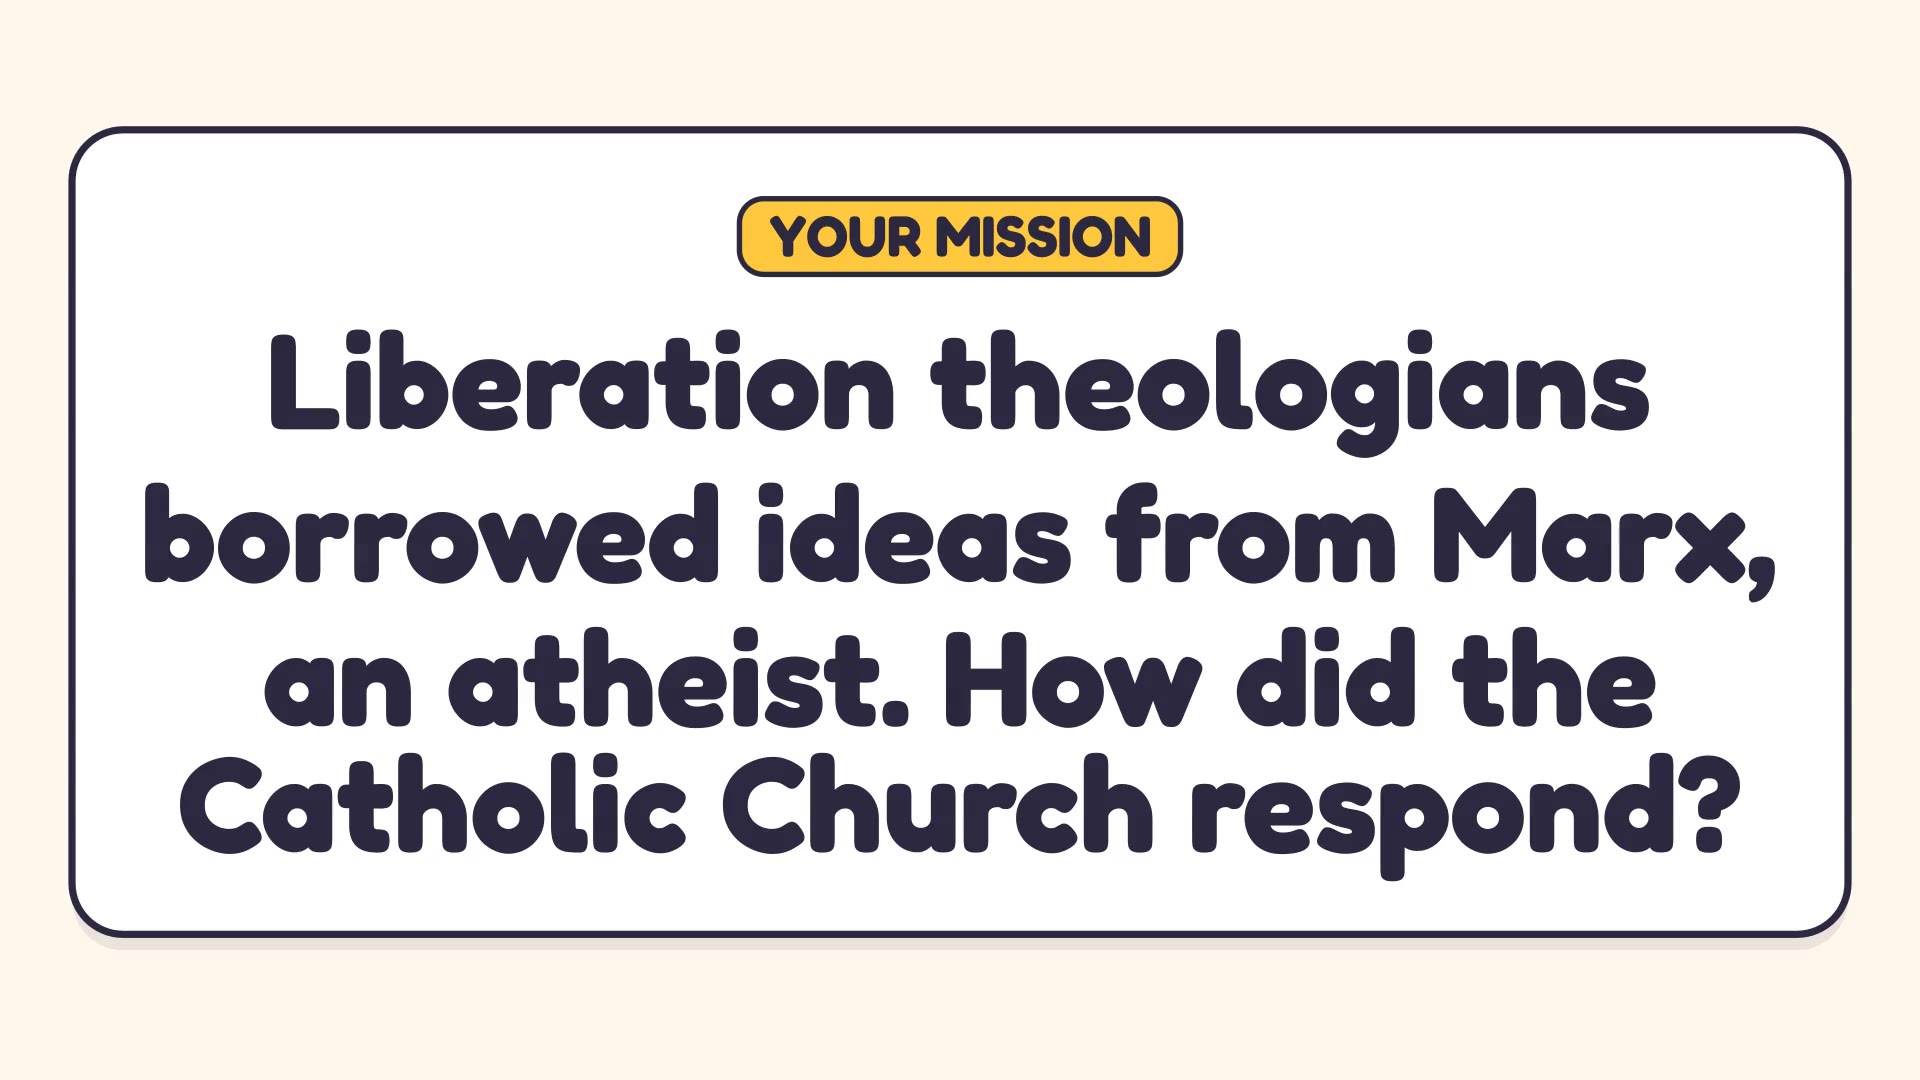 YOUR MISSION
Liberation theologians
borrowed ideas from Marx,
an atheist. How did the
Catholic Church respond?